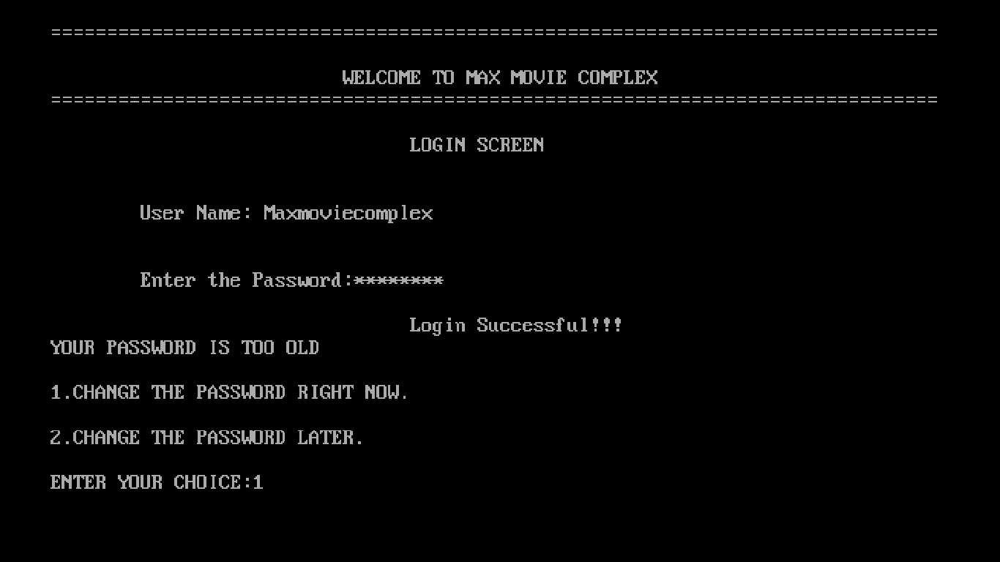 ===============================================================================
WELCOME TO MAX MOVIE COMPLEX
===============================================================================
LOGIN SCREEN
User Name: Maxmoviecomplex
Enter the Password:********
Login Successful!!!
YOUR PASSWORD IS TOO OLD
1.CHANGE THE PASSWORD RIGHT NOW.
2.CHANGE THE PASSWORD LATER.
ENTER YOUR CHOICE:1